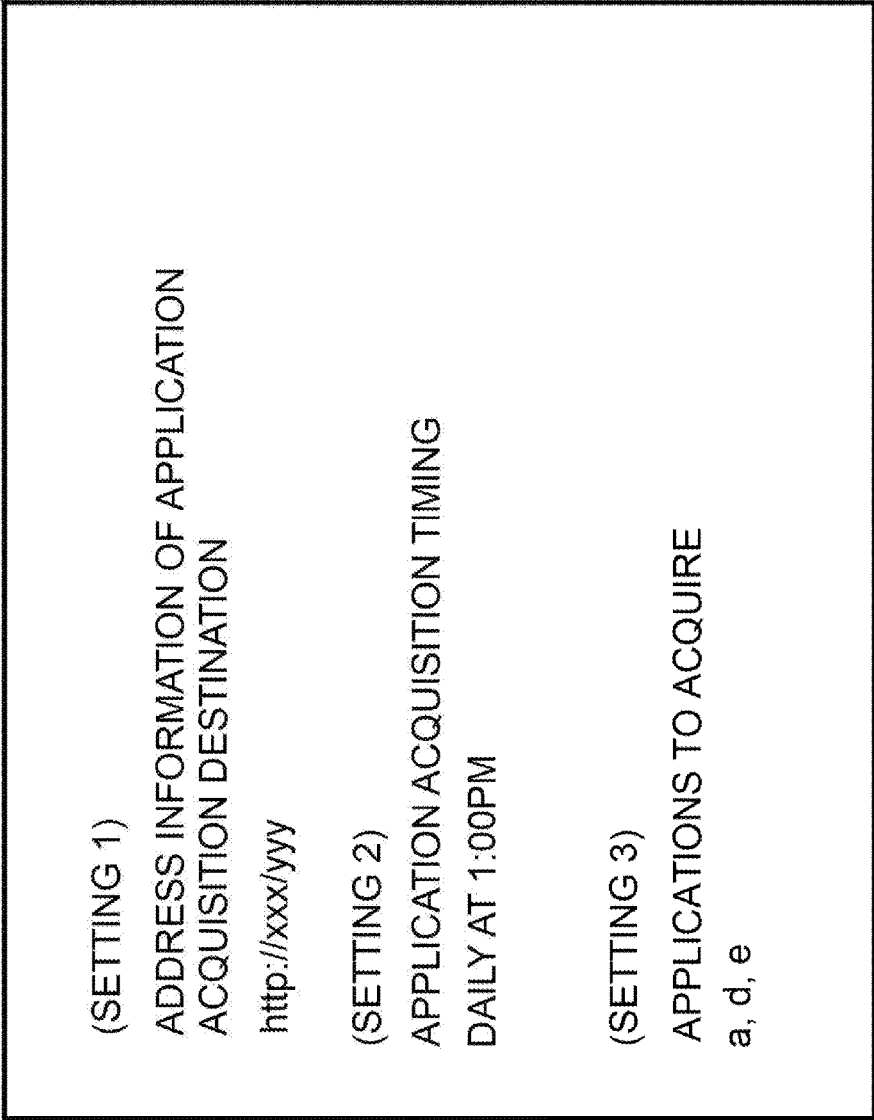 (SETTING 1)
ADDRESS INFORMATION OF APPLICATION
ACQUISITION DESTINATION
http://xxx/yyy
(SETTING 2)
APPLICATION ACQUISITION TIMING
DAILY AT 1:00PM
(SETTING 3)
APPLICATIONS TO ACQUIRE
a, d, e